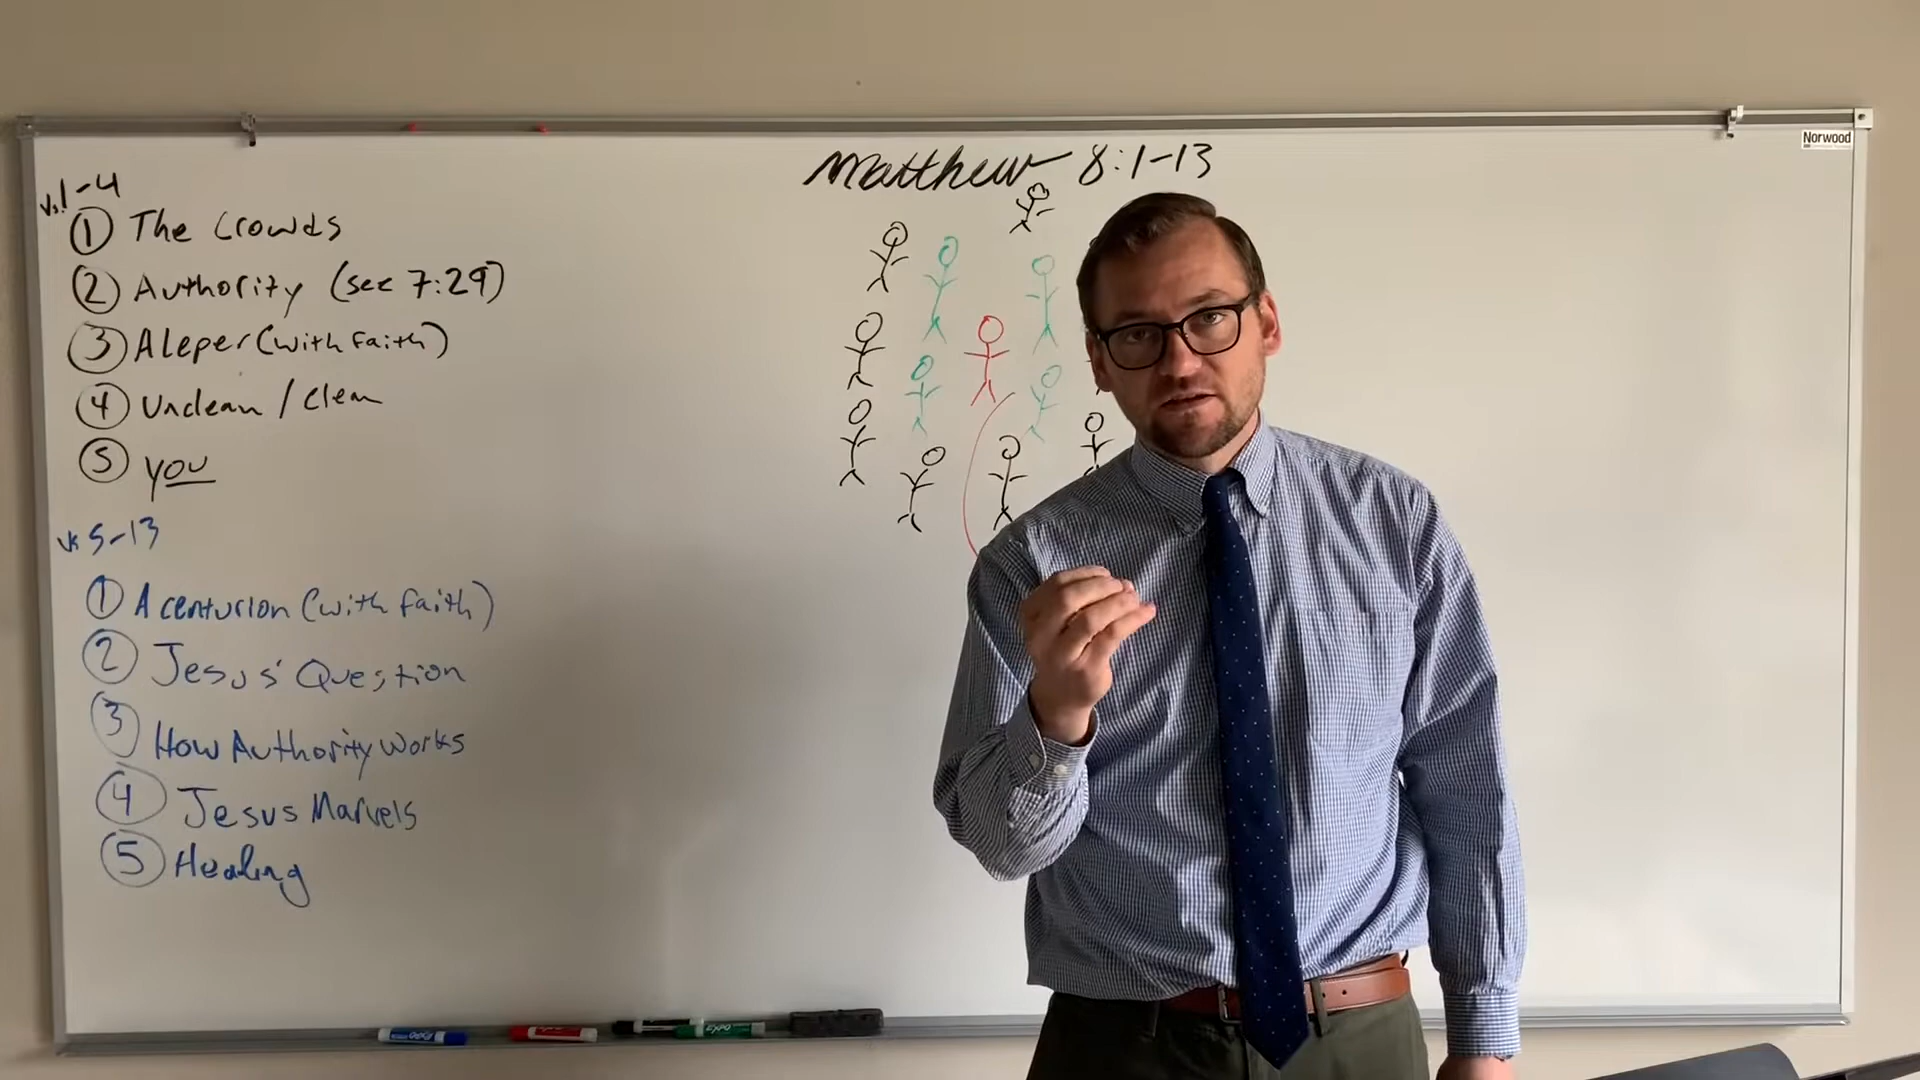 Matthew 8:1-13
Norwood
vs. 1-4
① The Crowds
② Authority (see 7:29)
③ A leper (with faith)
④ Unclean / Clean
⑤ you
vs 5-13
① A centurion (with faith)
② Jesus' Question
③ How Authority Works
④ Jesus Marvels
⑤ Healing
EXPO
EXPO